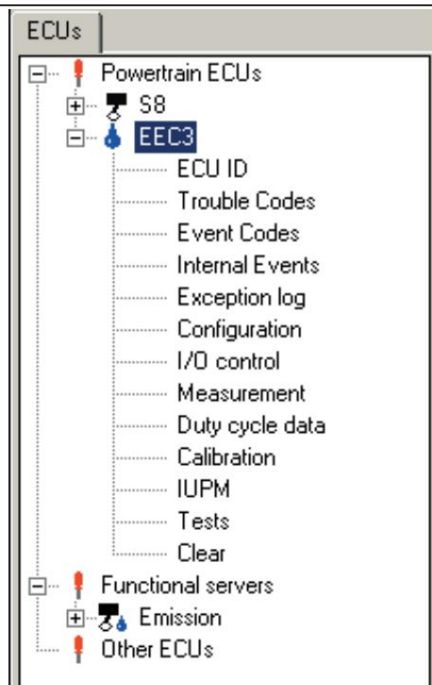 ECUs
Powertrain ECUs
S8
EEC3
ECU ID
Trouble Codes
Event Codes
Internal Events
Exception log
Configuration
I/O control
Measurement
Duty cycle data
Calibration
IUPM
Tests
Clear
Functional servers
Emission
Other ECUs